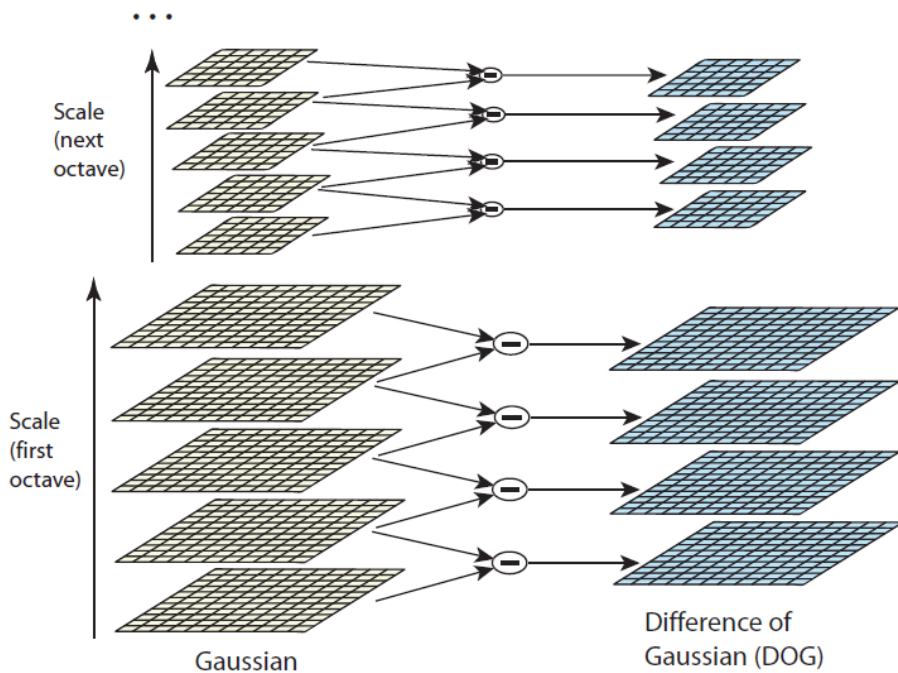 ...
Scale
(next
octave)
Scale
(first
octave)
Gaussian
Difference of
Gaussian (DOG)